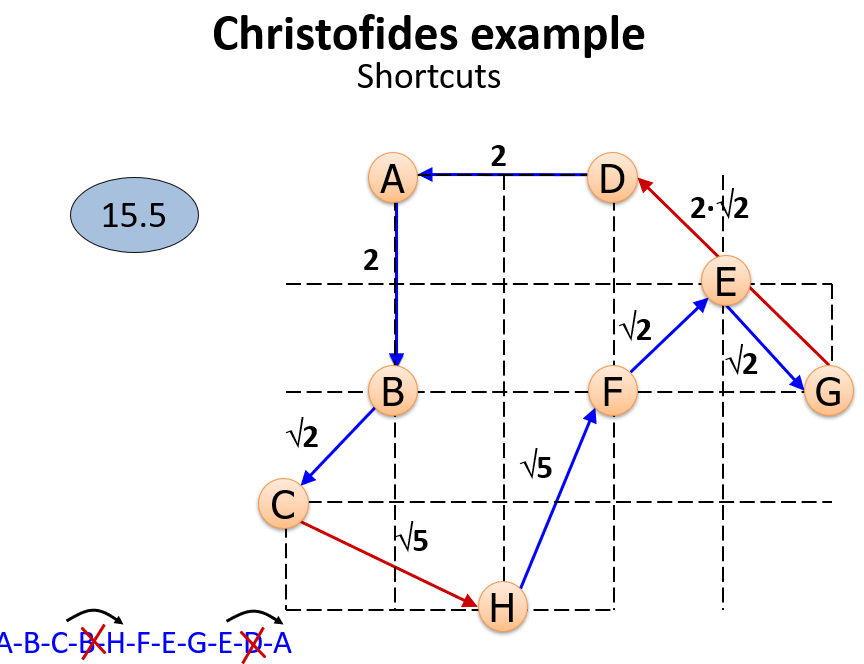 Christofides example
Shortcuts
2
A
D
15.5
2·√2
2
E
√2
√2
B
F
G
√2
√5
C
√5
H
A-B-C-B-H-F-E-G-E-D-A